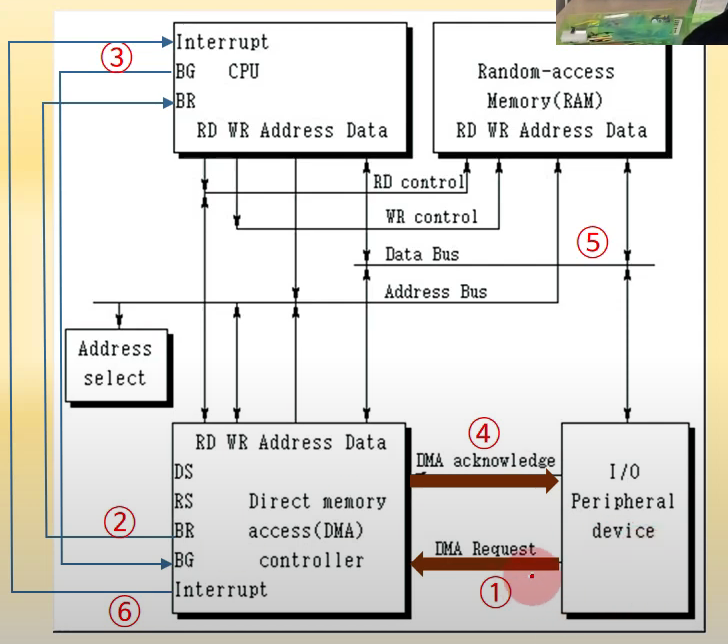 ③
Interrupt
BG CPU
BR
RD WR Address Data
Random-access
Memory(RAM)
RD WR Address Data
RD control
WR control
Data Bus
⑤
Address Bus
Address
select
RD WR Address Data
DS
RS Direct memory
② BR access(DMA)
BG controller
Interrupt
⑥
④
DMA acknowledge
DMA Request
①
I/O
Peripheral
device